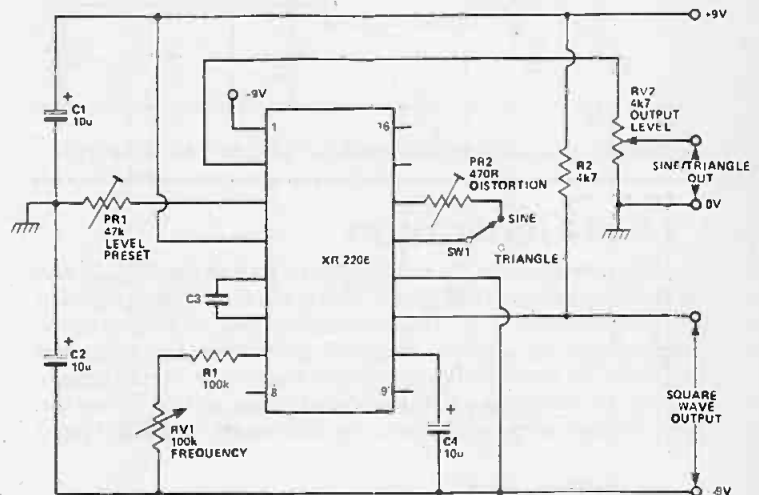 +9V
C1
10u
-9V
1
16
RV2
4k7
OUTPUT
LEVEL
R2
4k7
SINE/TRIANGLE
OUT
0V
PR2
470R
DISTORTION
SINE
SW1
TRIANGLE
PR1
47k
LEVEL
PRESET
XR 2206
C3
C2
10u
R1
100k
8
9
RV1
100k
FREQUENCY
C4
10u
SQUARE
WAVE
OUTPUT
-9V